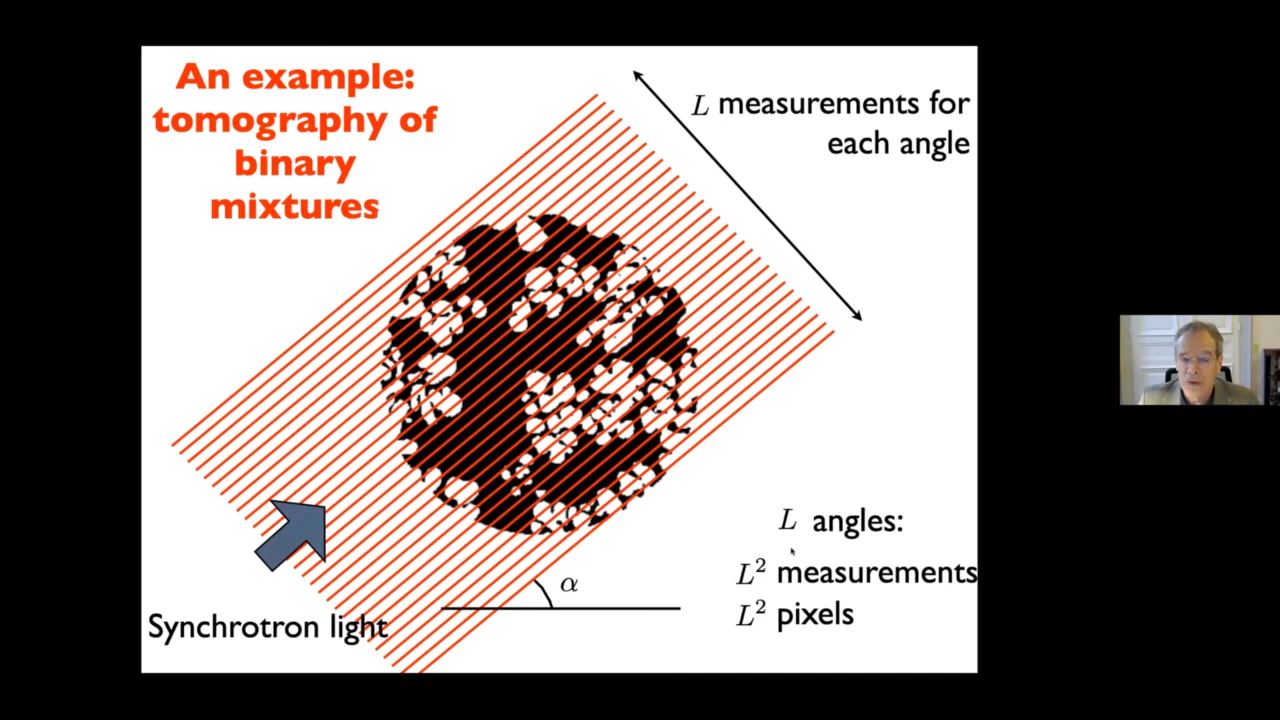 An example:
tomography of
binary
mixtures
L measurements for
each angle
L angles:
L² measurements
L² pixels
α
Synchrotron light